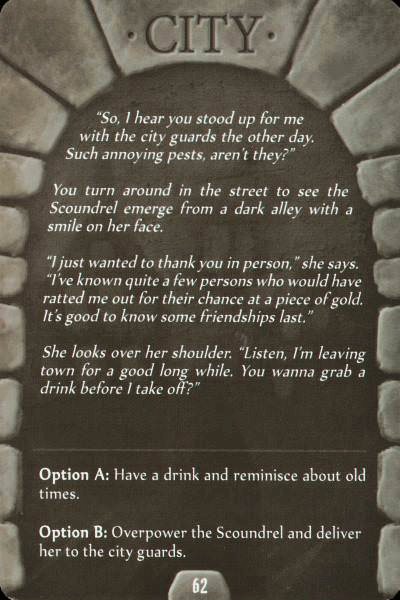 · CITY ·
“So, I hear you stood up for me
with the city guards the other day.
Such annoying pests, aren’t they?”
You turn around in the street to see the
Scoundrel emerge from a dark alley with a
smile on her face.
“I just wanted to thank you in person,” she says.
“I’ve known quite a few persons who would have
ratted me out for their chance at a piece of gold.
It’s good to know some friendships last.”
She looks over her shoulder. “Listen, I’m leaving
town for a good long while. You wanna grab a
drink before I take off?”
Option A: Have a drink and reminisce about old
times.
Option B: Overpower the Scoundrel and deliver
her to the city guards.
62